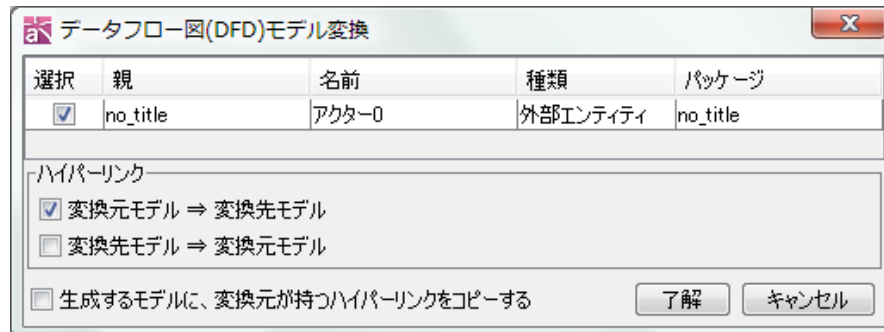 データフロー図(DFD)モデル変換
選択 親 名前 種類 パッケージ
no_title アクター0 外部エンティティ no_title
ハイパーリンク
変換元モデル ⇒ 変換先モデル
変換先モデル ⇒ 変換元モデル
生成するモデルに、変換元が持つハイパーリンクをコピーする 了解 キャンセル